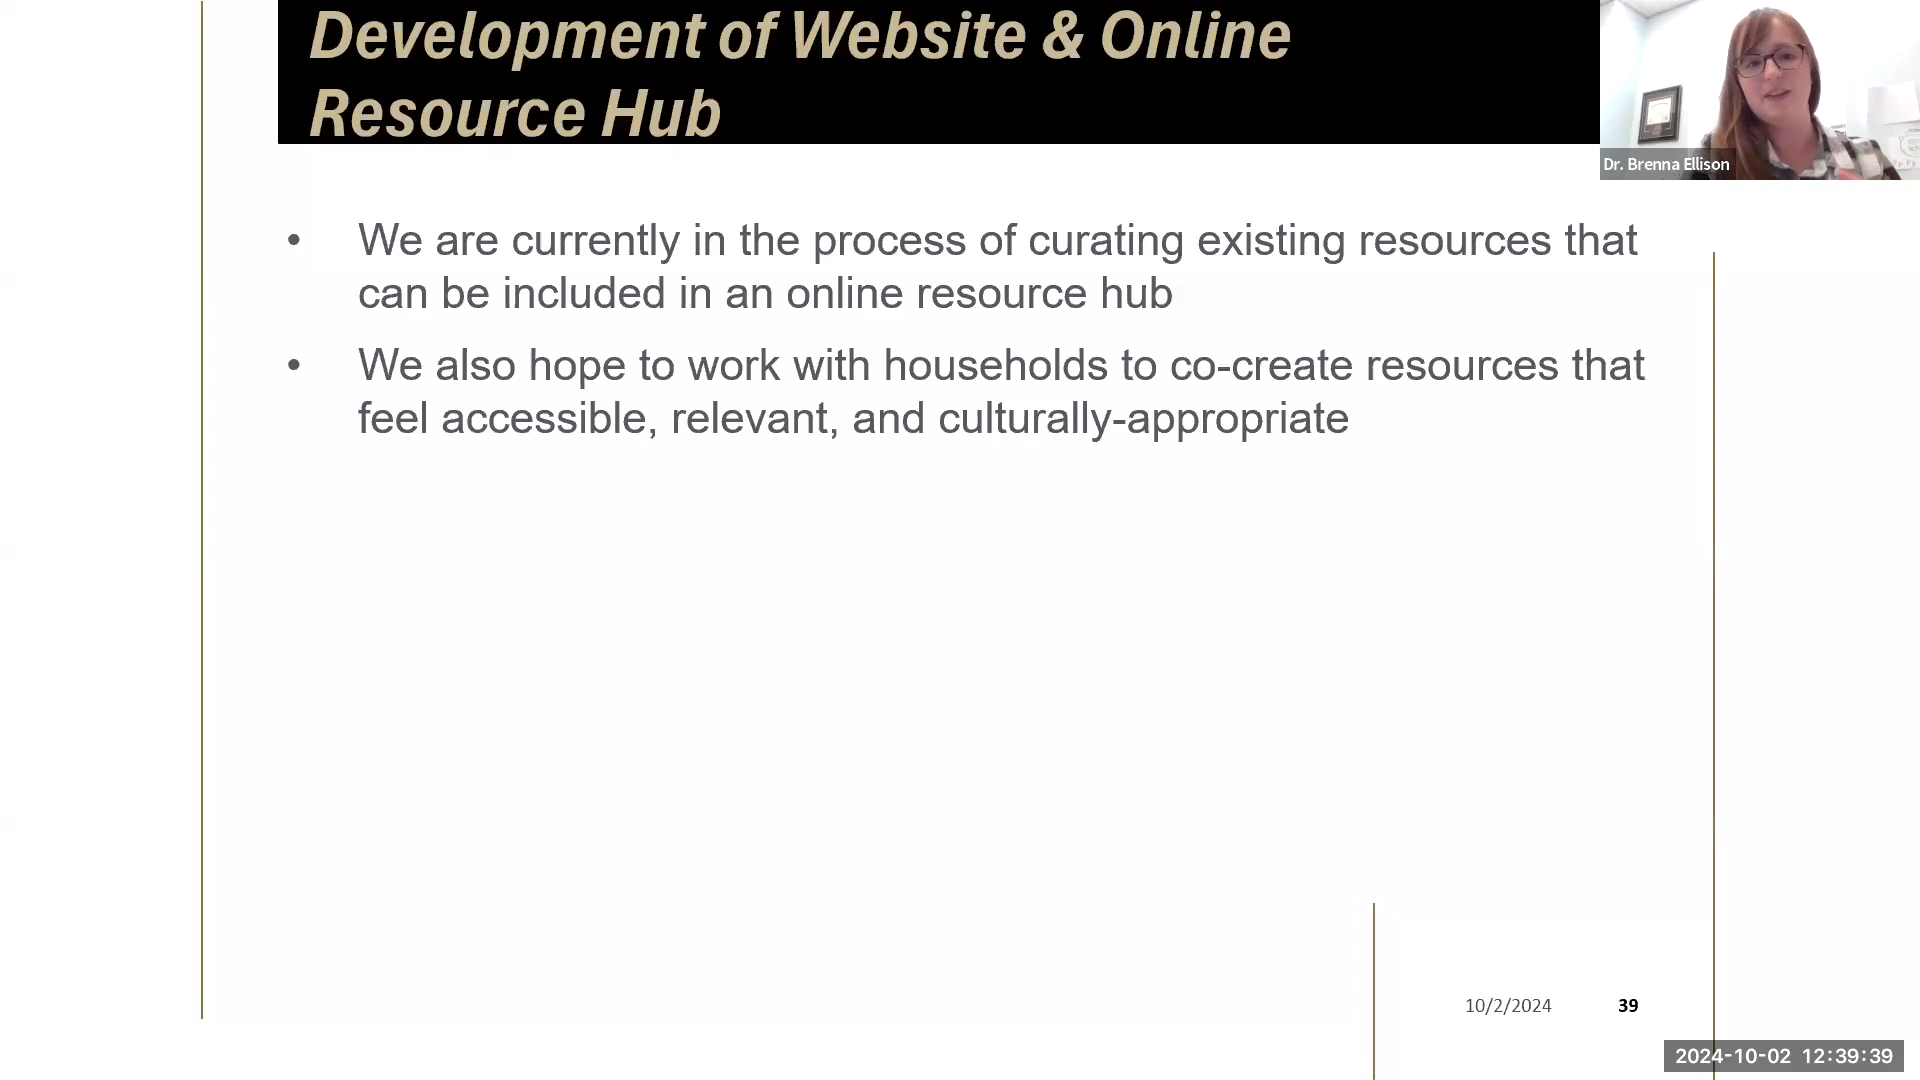 Development of Website & Online
Resource Hub
Dr. Brenna Ellison
• We are currently in the process of curating existing resources that
can be included in an online resource hub
• We also hope to work with households to co-create resources that
feel accessible, relevant, and culturally-appropriate
10/2/2024 39
2024-10-02 12:39:39